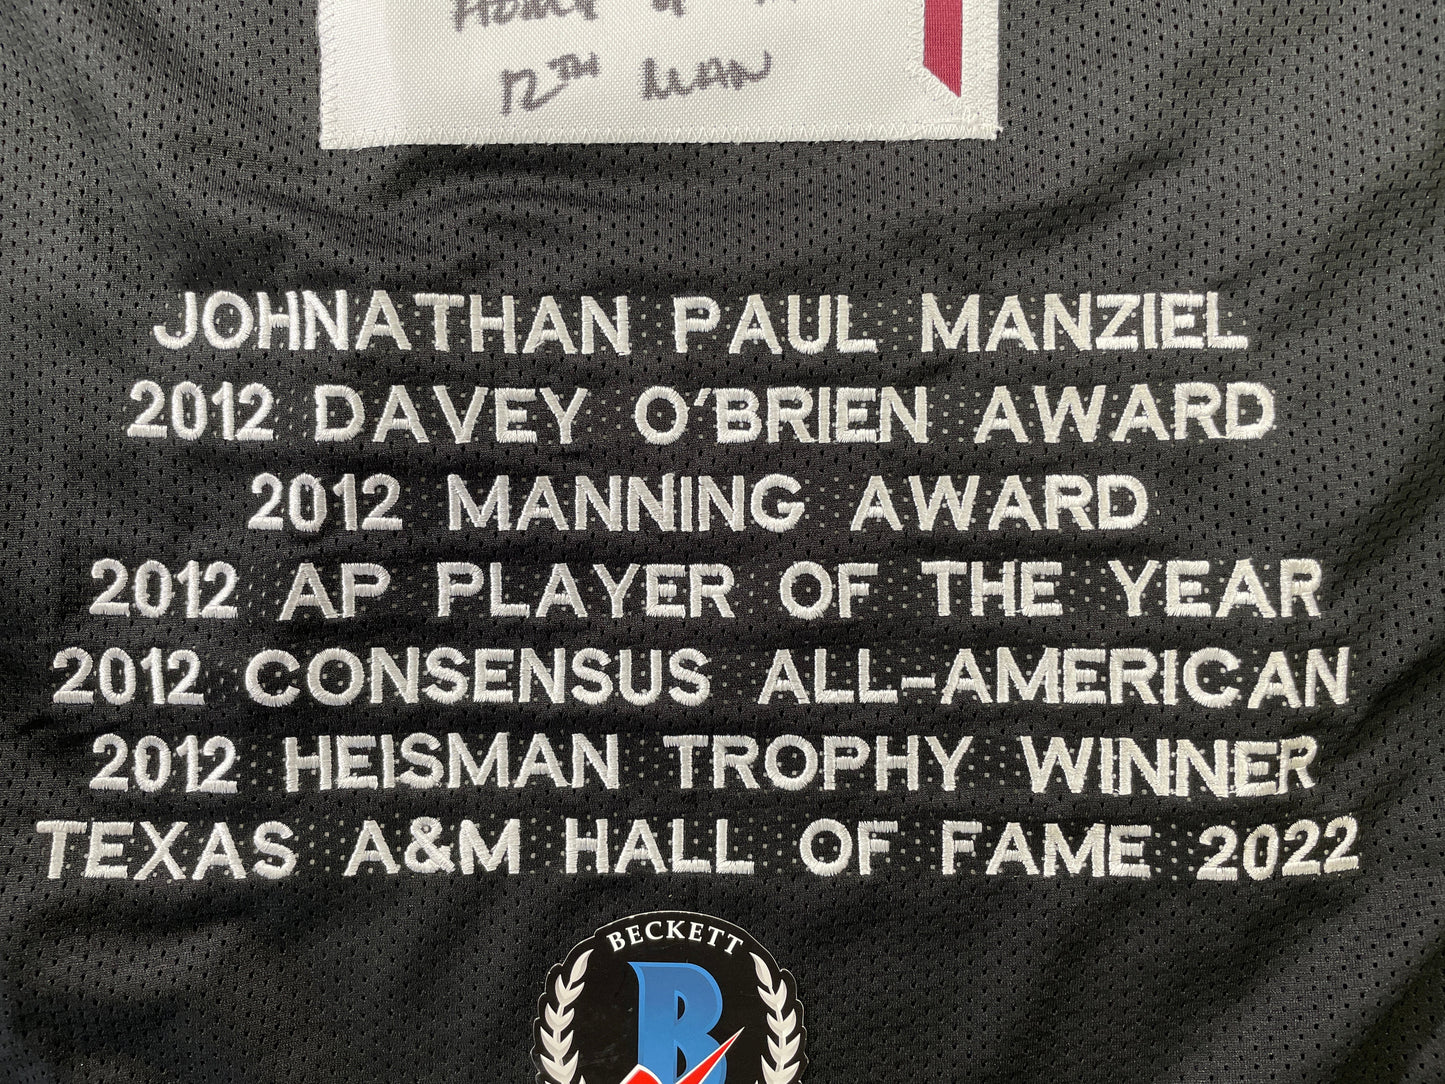 12TH MAN
JOHNATHAN PAUL MANZIEL
2012 DAVEY O'BRIEN AWARD
2012 MANNING AWARD
2012 AP PLAYER OF THE YEAR
2012 CONSENSUS ALL-AMERICAN
2012 HEISMAN TROPHY WINNER
TEXAS A&M HALL OF FAME 2022
BECKETT
B